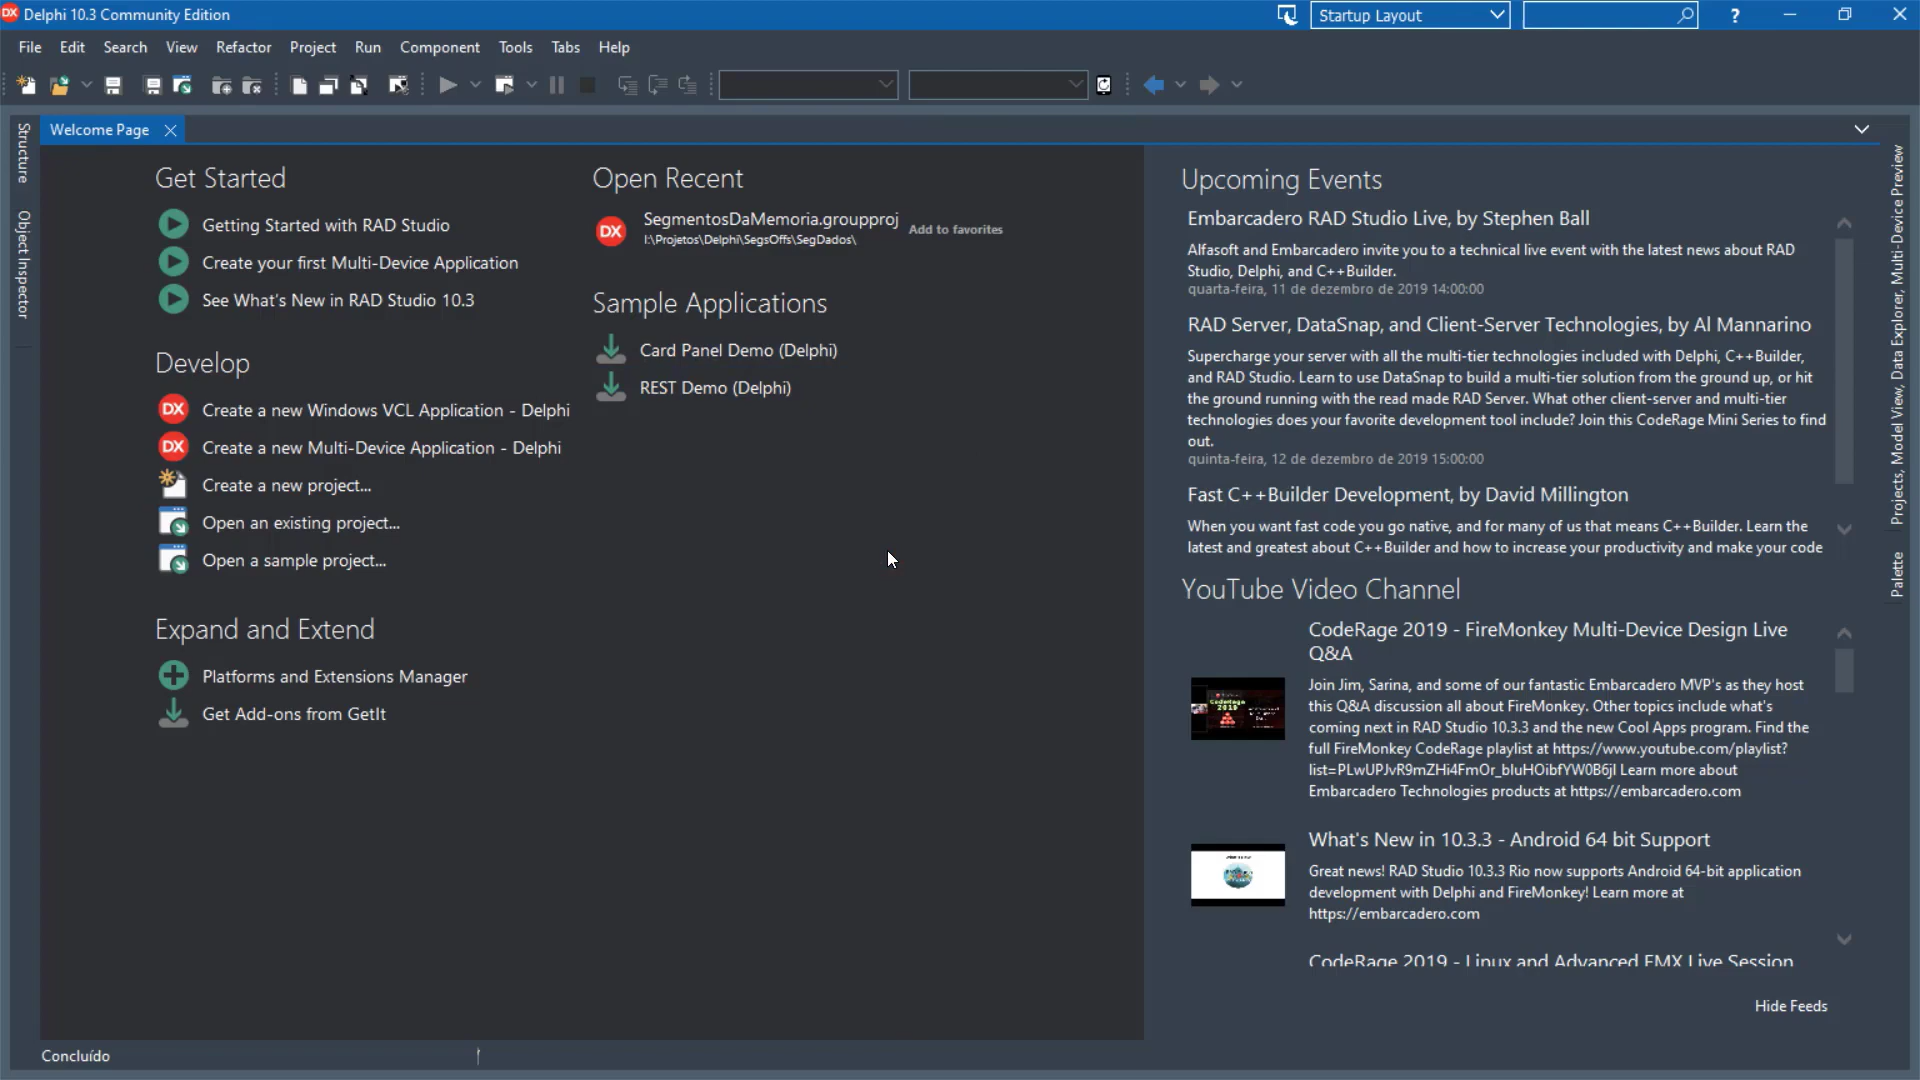 DX Delphi 10.3 Community Edition
Startup Layout
?
File Edit Search View Refactor Project Run Component Tools Tabs Help
Welcome Page
Structure
Object Inspector
Get Started
Getting Started with RAD Studio
Create your first Multi-Device Application
See What's New in RAD Studio 10.3
Develop
DX Create a new Windows VCL Application - Delphi
DX Create a new Multi-Device Application - Delphi
Create a new project...
Open an existing project...
Open a sample project...
Expand and Extend
Platforms and Extensions Manager
Get Add-ons from GetIt
Open Recent
DX SegmentosDaMemoria.groupproj
I:\Projetos\Delphi\SegsOffs\SegDados\
Add to favorites
Sample Applications
Card Panel Demo (Delphi)
REST Demo (Delphi)
Upcoming Events
Embarcadero RAD Studio Live, by Stephen Ball
Alfasoft and Embarcadero invite you to a technical live event with the latest news about RAD
Studio, Delphi, and C++Builder.
quarta-feira, 11 de dezembro de 2019 14:00:00
RAD Server, DataSnap, and Client-Server Technologies, by Al Mannarino
Supercharge your server with all the multi-tier technologies included with Delphi, C++Builder,
and RAD Studio. Learn to use DataSnap to build a multi-tier solution from the ground up, or hit
the ground running with the read made RAD Server. What other client-server and multi-tier
technologies does your favorite development tool include? Join this CodeRage Mini Series to find
out.
quinta-feira, 12 de dezembro de 2019 15:00:00
Fast C++Builder Development, by David Millington
When you want fast code you go native, and for many of us that means C++Builder. Learn the
latest and greatest about C++Builder and how to increase your productivity and make your code
YouTube Video Channel
CodeRage 2019 - FireMonkey Multi-Device Design Live
Q&A
Join Jim, Sarina, and some of our fantastic Embarcadero MVP's as they host
this Q&A discussion all about FireMonkey. Other topics include what's
coming next in RAD Studio 10.3.3 and the new Cool Apps program. Find the
full FireMonkey CodeRage playlist at https://www.youtube.com/playlist?
list=PLwUPJvR9mZHi4FmOr_bluHOibfYW0B6jl Learn more about
Embarcadero Technologies products at https://embarcadero.com
CodeRage
2019
What's New in 10.3.3 - Android 64 bit Support
Great news! RAD Studio 10.3.3 Rio now supports Android 64-bit application
development with Delphi and FireMonkey! Learn more at
https://embarcadero.com
CodeRage 2019 - Linux and Advanced FMX Live Session
Hide Feeds
Projects, Model View, Data Explorer, Multi-Device Preview
Palette
Concluído